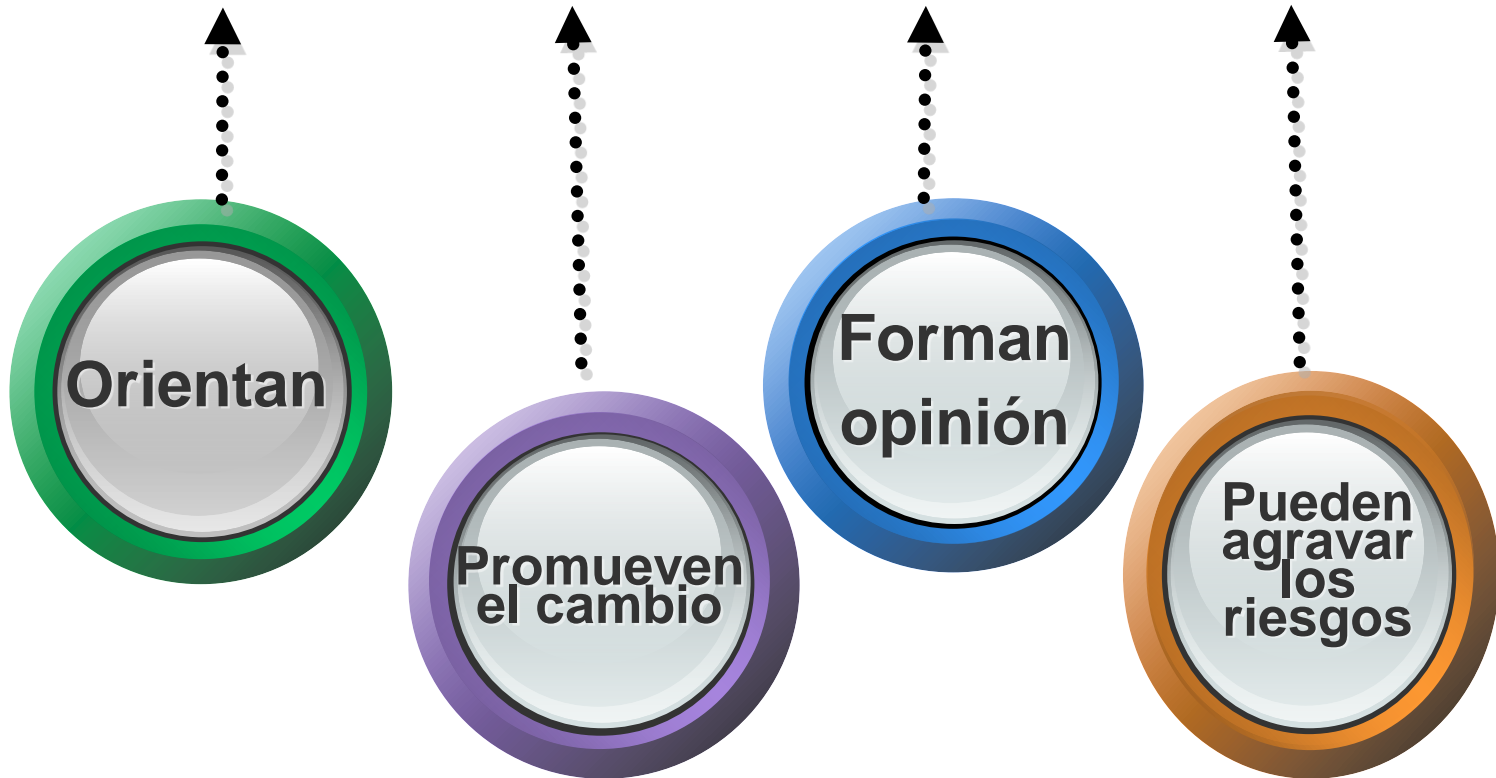 Orientan
Promueven
el cambio
Forman
opinión
Pueden
agravar
los
riesgos